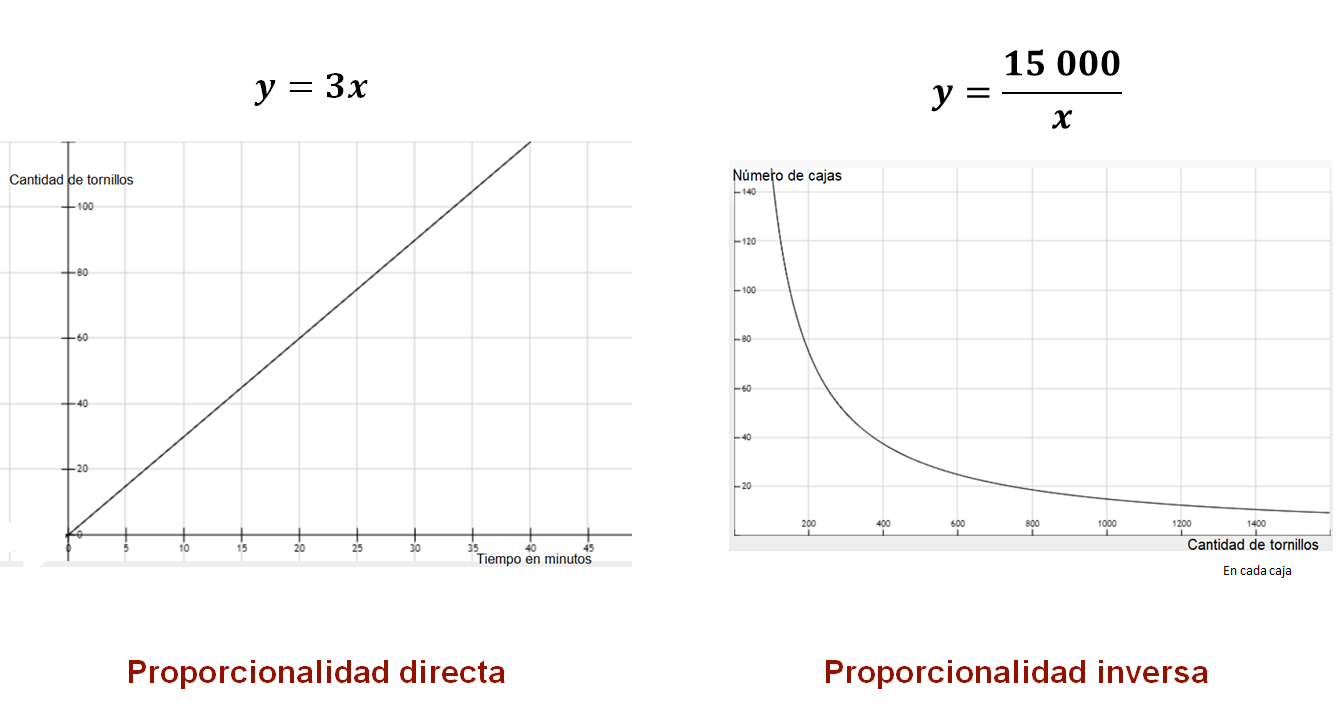 y = 3x
Cantidad de tornillos
100
80
60
40
20
0
0 5 10 15 20 25 30 35 40 45
Tiempo en minutos
Proporcionalidad directa
y = 15 000 / x
Número de cajas
140
120
100
80
60
40
20
200 400 600 800 1000 1200 1400
Cantidad de tornillos
En cada caja
Proporcionalidad inversa